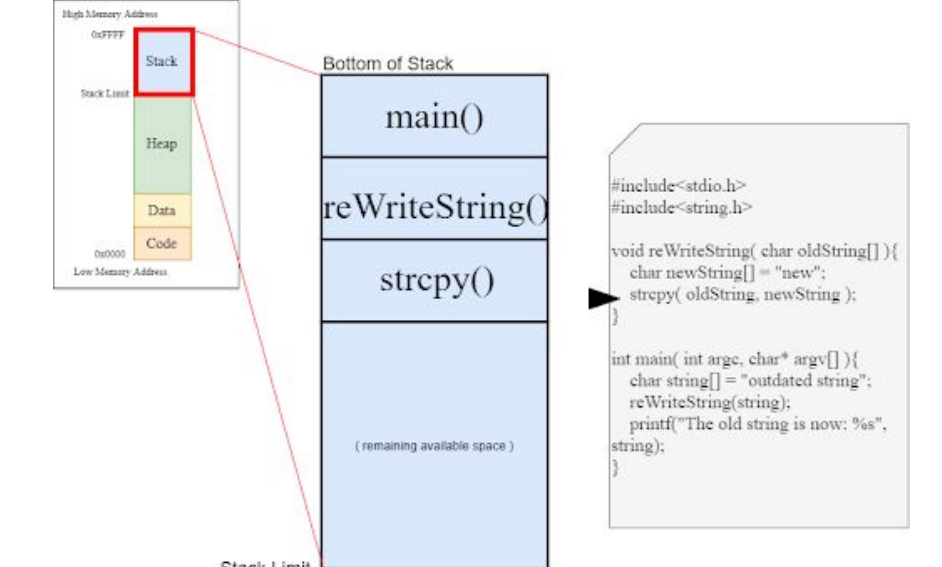 High Memory Address
0xFFFF
Stack
Stack Limit
Heap
Data
Code
0x0000
Low Memory Address
Bottom of Stack
main()
reWriteString()
strcpy()
( remaining available space )
Stack Limit
#include<stdio.h>
#include<string.h>
void reWriteString( char oldString[] ){
char newString[] = "new";
strcpy( oldString, newString );
}
int main( int argc, char* argv[] ){
char string[] = "outdated string";
reWriteString(string);
printf("The old string is now: %s",
string);
}